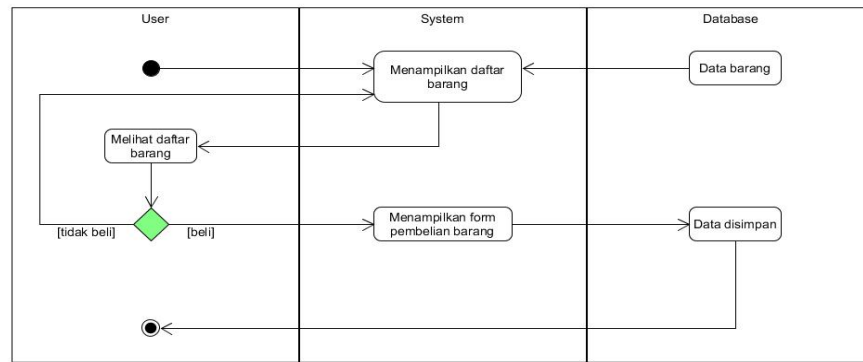 User
System
Database
Menampilkan daftar
barang
Data barang
Melihat daftar
barang
[tidak beli]
[beli]
Menampilkan form
pembelian barang
Data disimpan